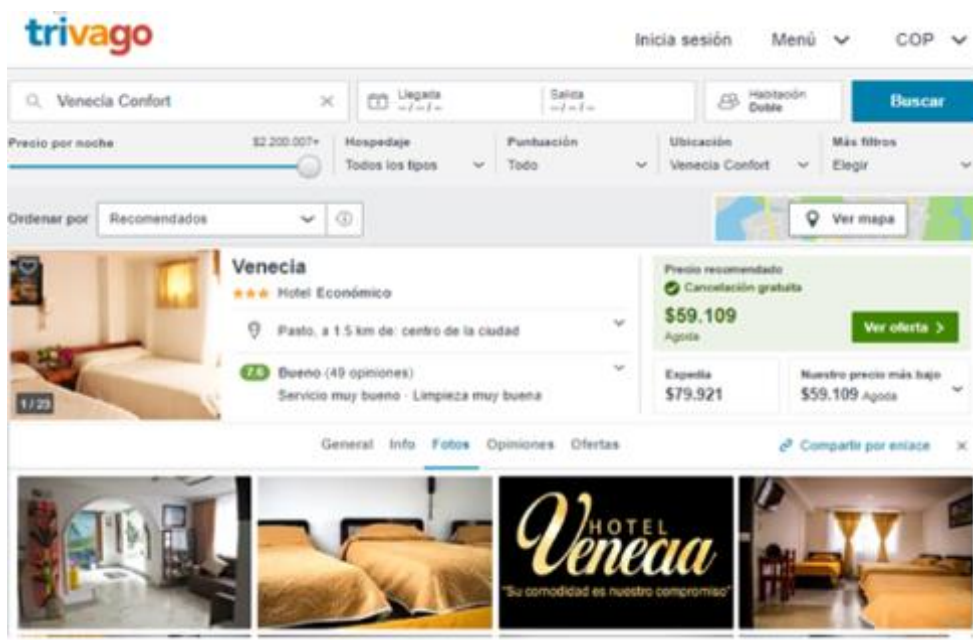 trivago
Inicia sesión Menú COP
Venecia Confort Llegada --/--/-- Salida --/--/-- Habitación Doble Buscar
Precio por noche $2.200.007+ Hospedaje Puntuación Ubicación Más filtros
Todos los tipos Todo Venecia Confort Elegir
Ordenar por Recomendados Ver mapa
Venecia
Hotel Económico
Pasto, a 1.5 km de: centro de la ciudad
7.6 Bueno (49 opiniones)
Servicio muy bueno · Limpieza muy buena
1/23
Precio recomendado
Cancelación gratuita
$59.109
Agoda
Ver oferta >
Expedia
$79.921
Nuestro precio más bajo
$59.109 Agoda
General Info Fotos Opiniones Ofertas Compartir por enlace
HOTEL
Venecia
"Su comodidad es nuestro compromiso"